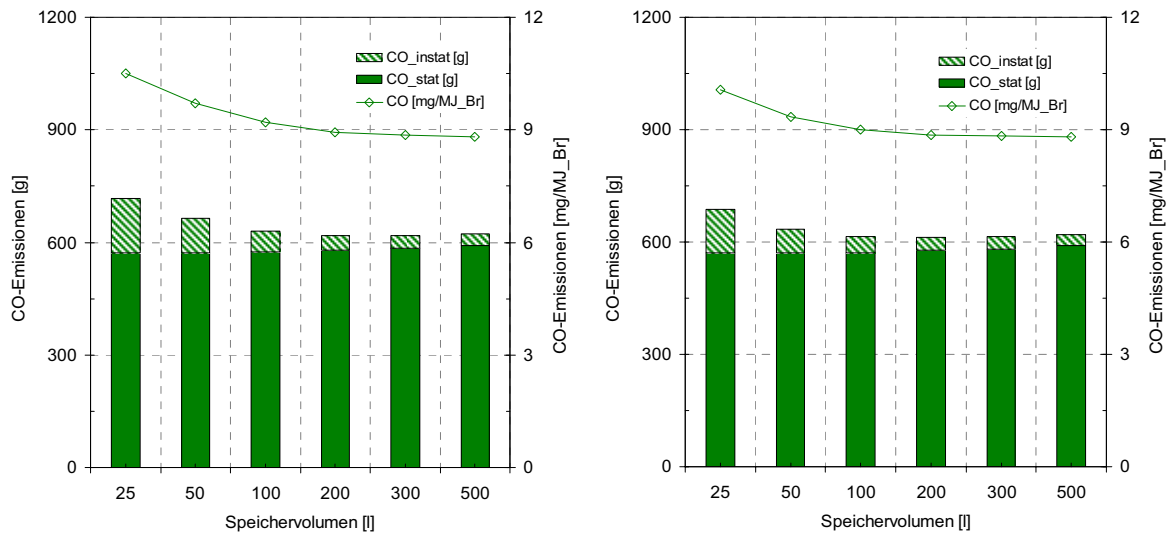 1200
900
600
300
0
12
9
6
3
0
CO-Emissionen [g]
CO-Emissionen [mg/MJ_Br]
CO_instat [g]
CO_stat [g]
CO [mg/MJ_Br]
25 50 100 200 300 500
Speichervolumen [l]
1200
900
600
300
0
12
9
6
3
0
CO-Emissionen [g]
CO-Emissionen [mg/MJ_Br]
CO_instat [g]
CO_stat [g]
CO [mg/MJ_Br]
25 50 100 200 300 500
Speichervolumen [l]